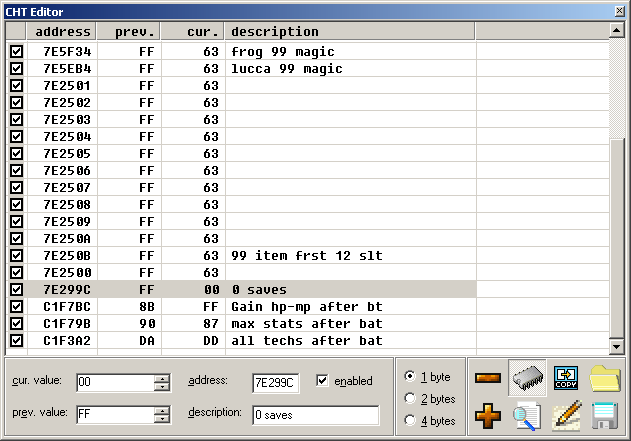 CHT Editor
address prev. cur. description
7E5F34 FF 63 frog 99 magic
7E5EB4 FF 63 lucca 99 magic
7E2501 FF 63
7E2502 FF 63
7E2503 FF 63
7E2504 FF 63
7E2505 FF 63
7E2506 FF 63
7E2507 FF 63
7E2508 FF 63
7E2509 FF 63
7E250A FF 63
7E250B FF 63 99 item frst 12 slt
7E2500 FF 63
7E299C FF 00 0 saves
C1F7BC 8B FF Gain hp-mp after bt
C1F79B 90 87 max stats after bat
C1F3A2 DA DD all techs after bat
cur. value: 00 address: 7E299C enabled 1 byte
2 bytes
prev. value: FF description: 0 saves 4 bytes
COPY